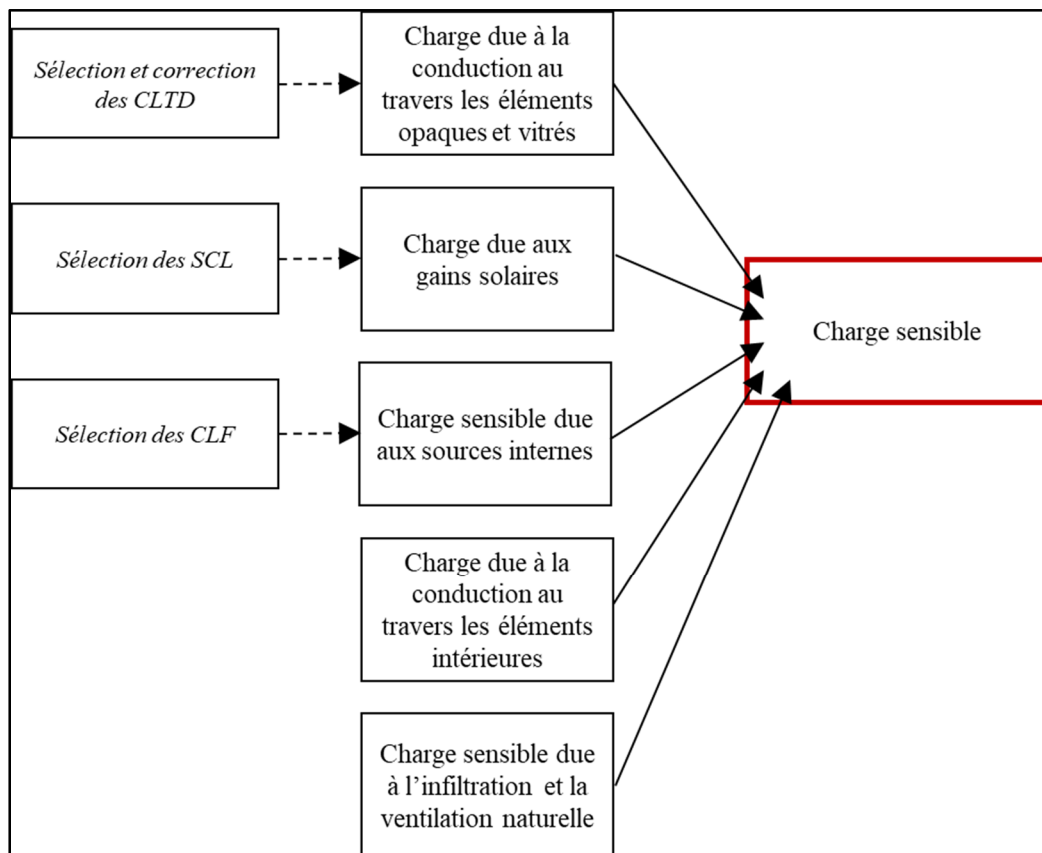 Sélection et correction
des CLTD
Charge due à la
conduction au
travers les éléments
opaques et vitrés
Sélection des SCL
Charge due aux
gains solaires
Charge sensible
Sélection des CLF
Charge sensible due
aux sources internes
Charge due à la
conduction au
travers les éléments
intérieures
Charge sensible due
à l’infiltration et la
ventilation naturelle